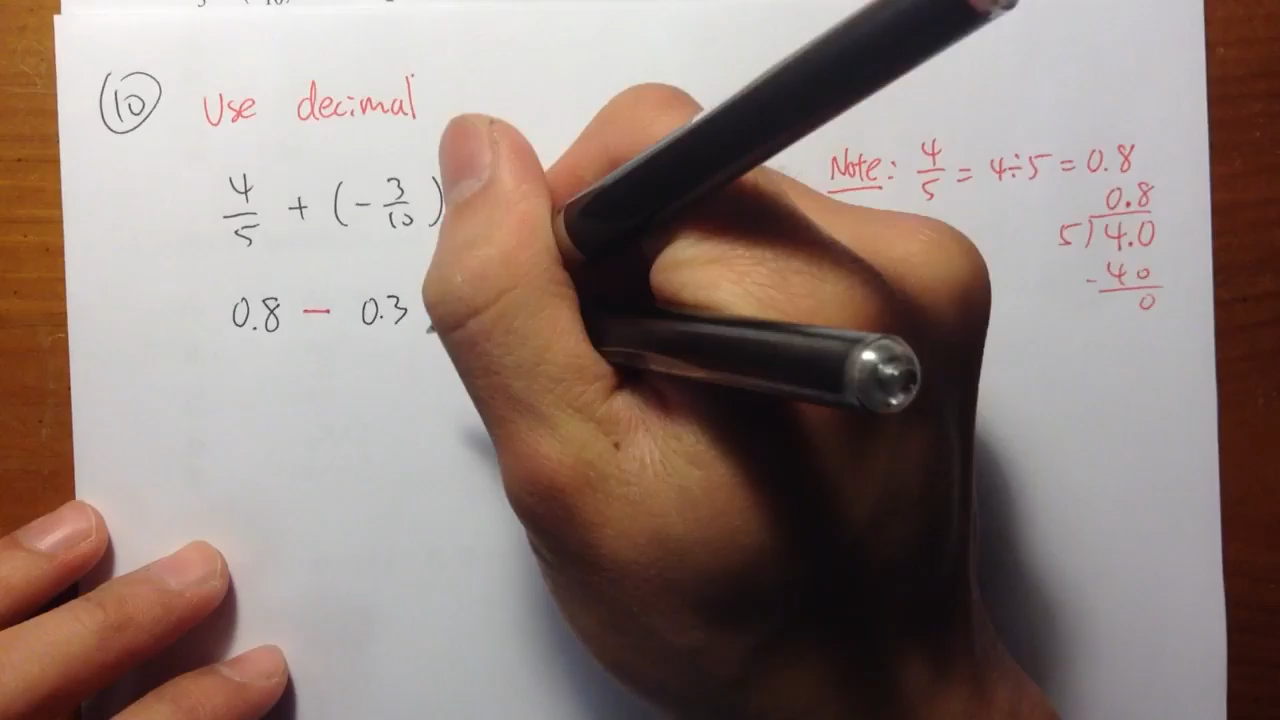 10 Use decimal
4/5 + (- 3/10)
0.8 - 0.3
Note: 4/5 = 4÷5 = 0.8
0.8
5)4.0
-40
0